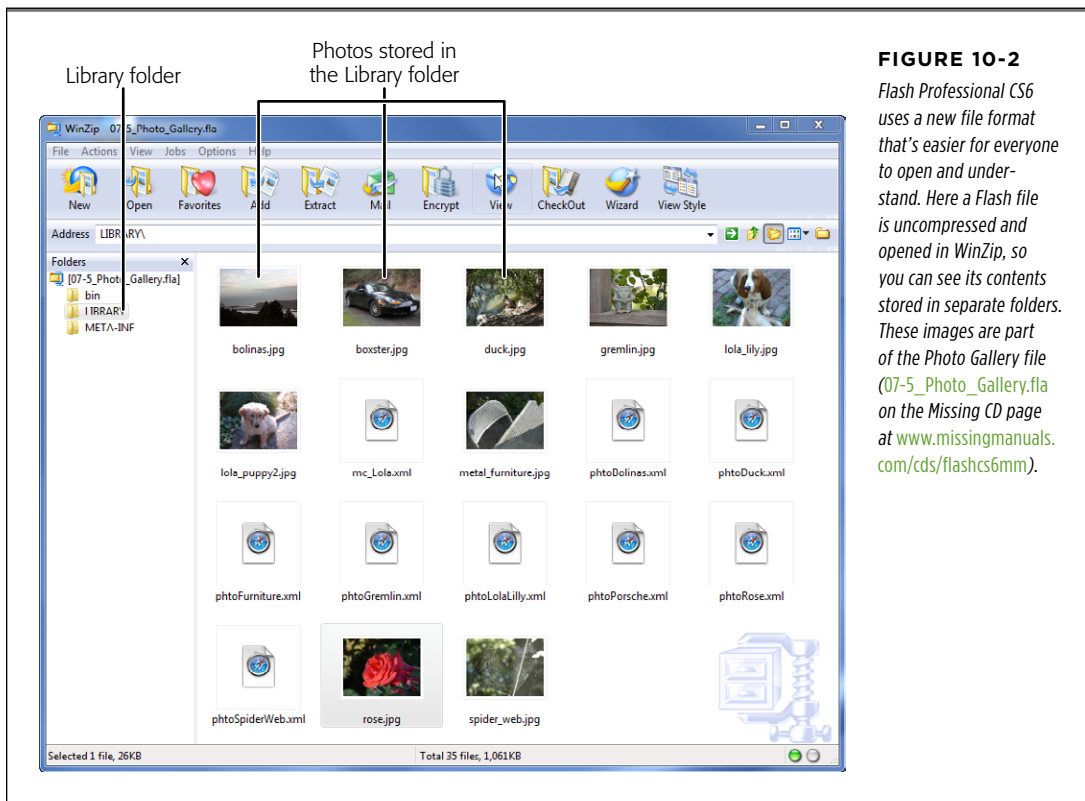 Library folder
Photos stored in
the Library folder
WinZip 07-5_Photo_Gallery.fla
File Actions View Jobs Options Help
New Open Favorites Add Extract Mail Encrypt View CheckOut Wizard View Style
Address LIBRARY\
Folders x
[07-5_Photo_Gallery.fla]
bin
LIBRARY
META-INF
bolinas.jpg boxster.jpg duck.jpg gremlin.jpg lola_lily.jpg
lola_puppy2.jpg mc_Lola.xml metal_furniture.jpg phtoBolinas.xml phtoDuck.xml
phtoFurniture.xml phtoGremlin.xml phtoLolaLilly.xml phtoPorsche.xml phtoRose.xml
phtoSpiderWeb.xml rose.jpg spider_web.jpg
Selected 1 file, 26KB Total 35 files, 1,061KB
FIGURE 10-2
Flash Professional CS6
uses a new file format
that's easier for everyone
to open and under-
stand. Here a Flash file
is uncompressed and
opened in WinZip, so
you can see its contents
stored in separate folders.
These images are part
of the Photo Gallery file
(07-5_Photo_Gallery.fla
on the Missing CD page
at www.missingmanuals.
com/cds/flashcs6mm).